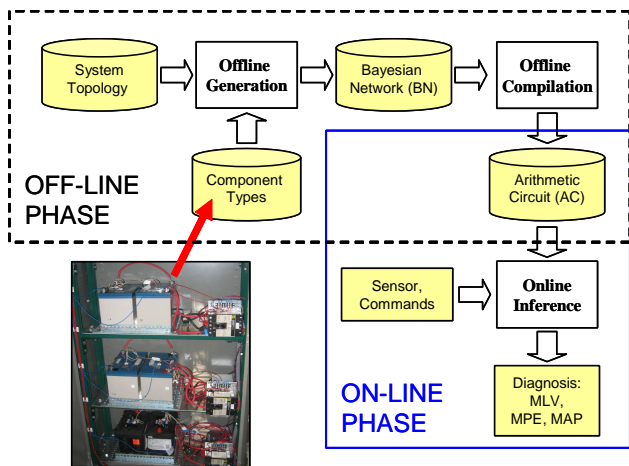 System
Topology
Offline
Generation
Bayesian
Network (BN)
Offline
Compilation
OFF-LINE
PHASE
Component
Types
Arithmetic
Circuit (AC)
Sensor,
Commands
Online
Inference
ON-LINE
PHASE
Diagnosis:
MLV,
MPE, MAP